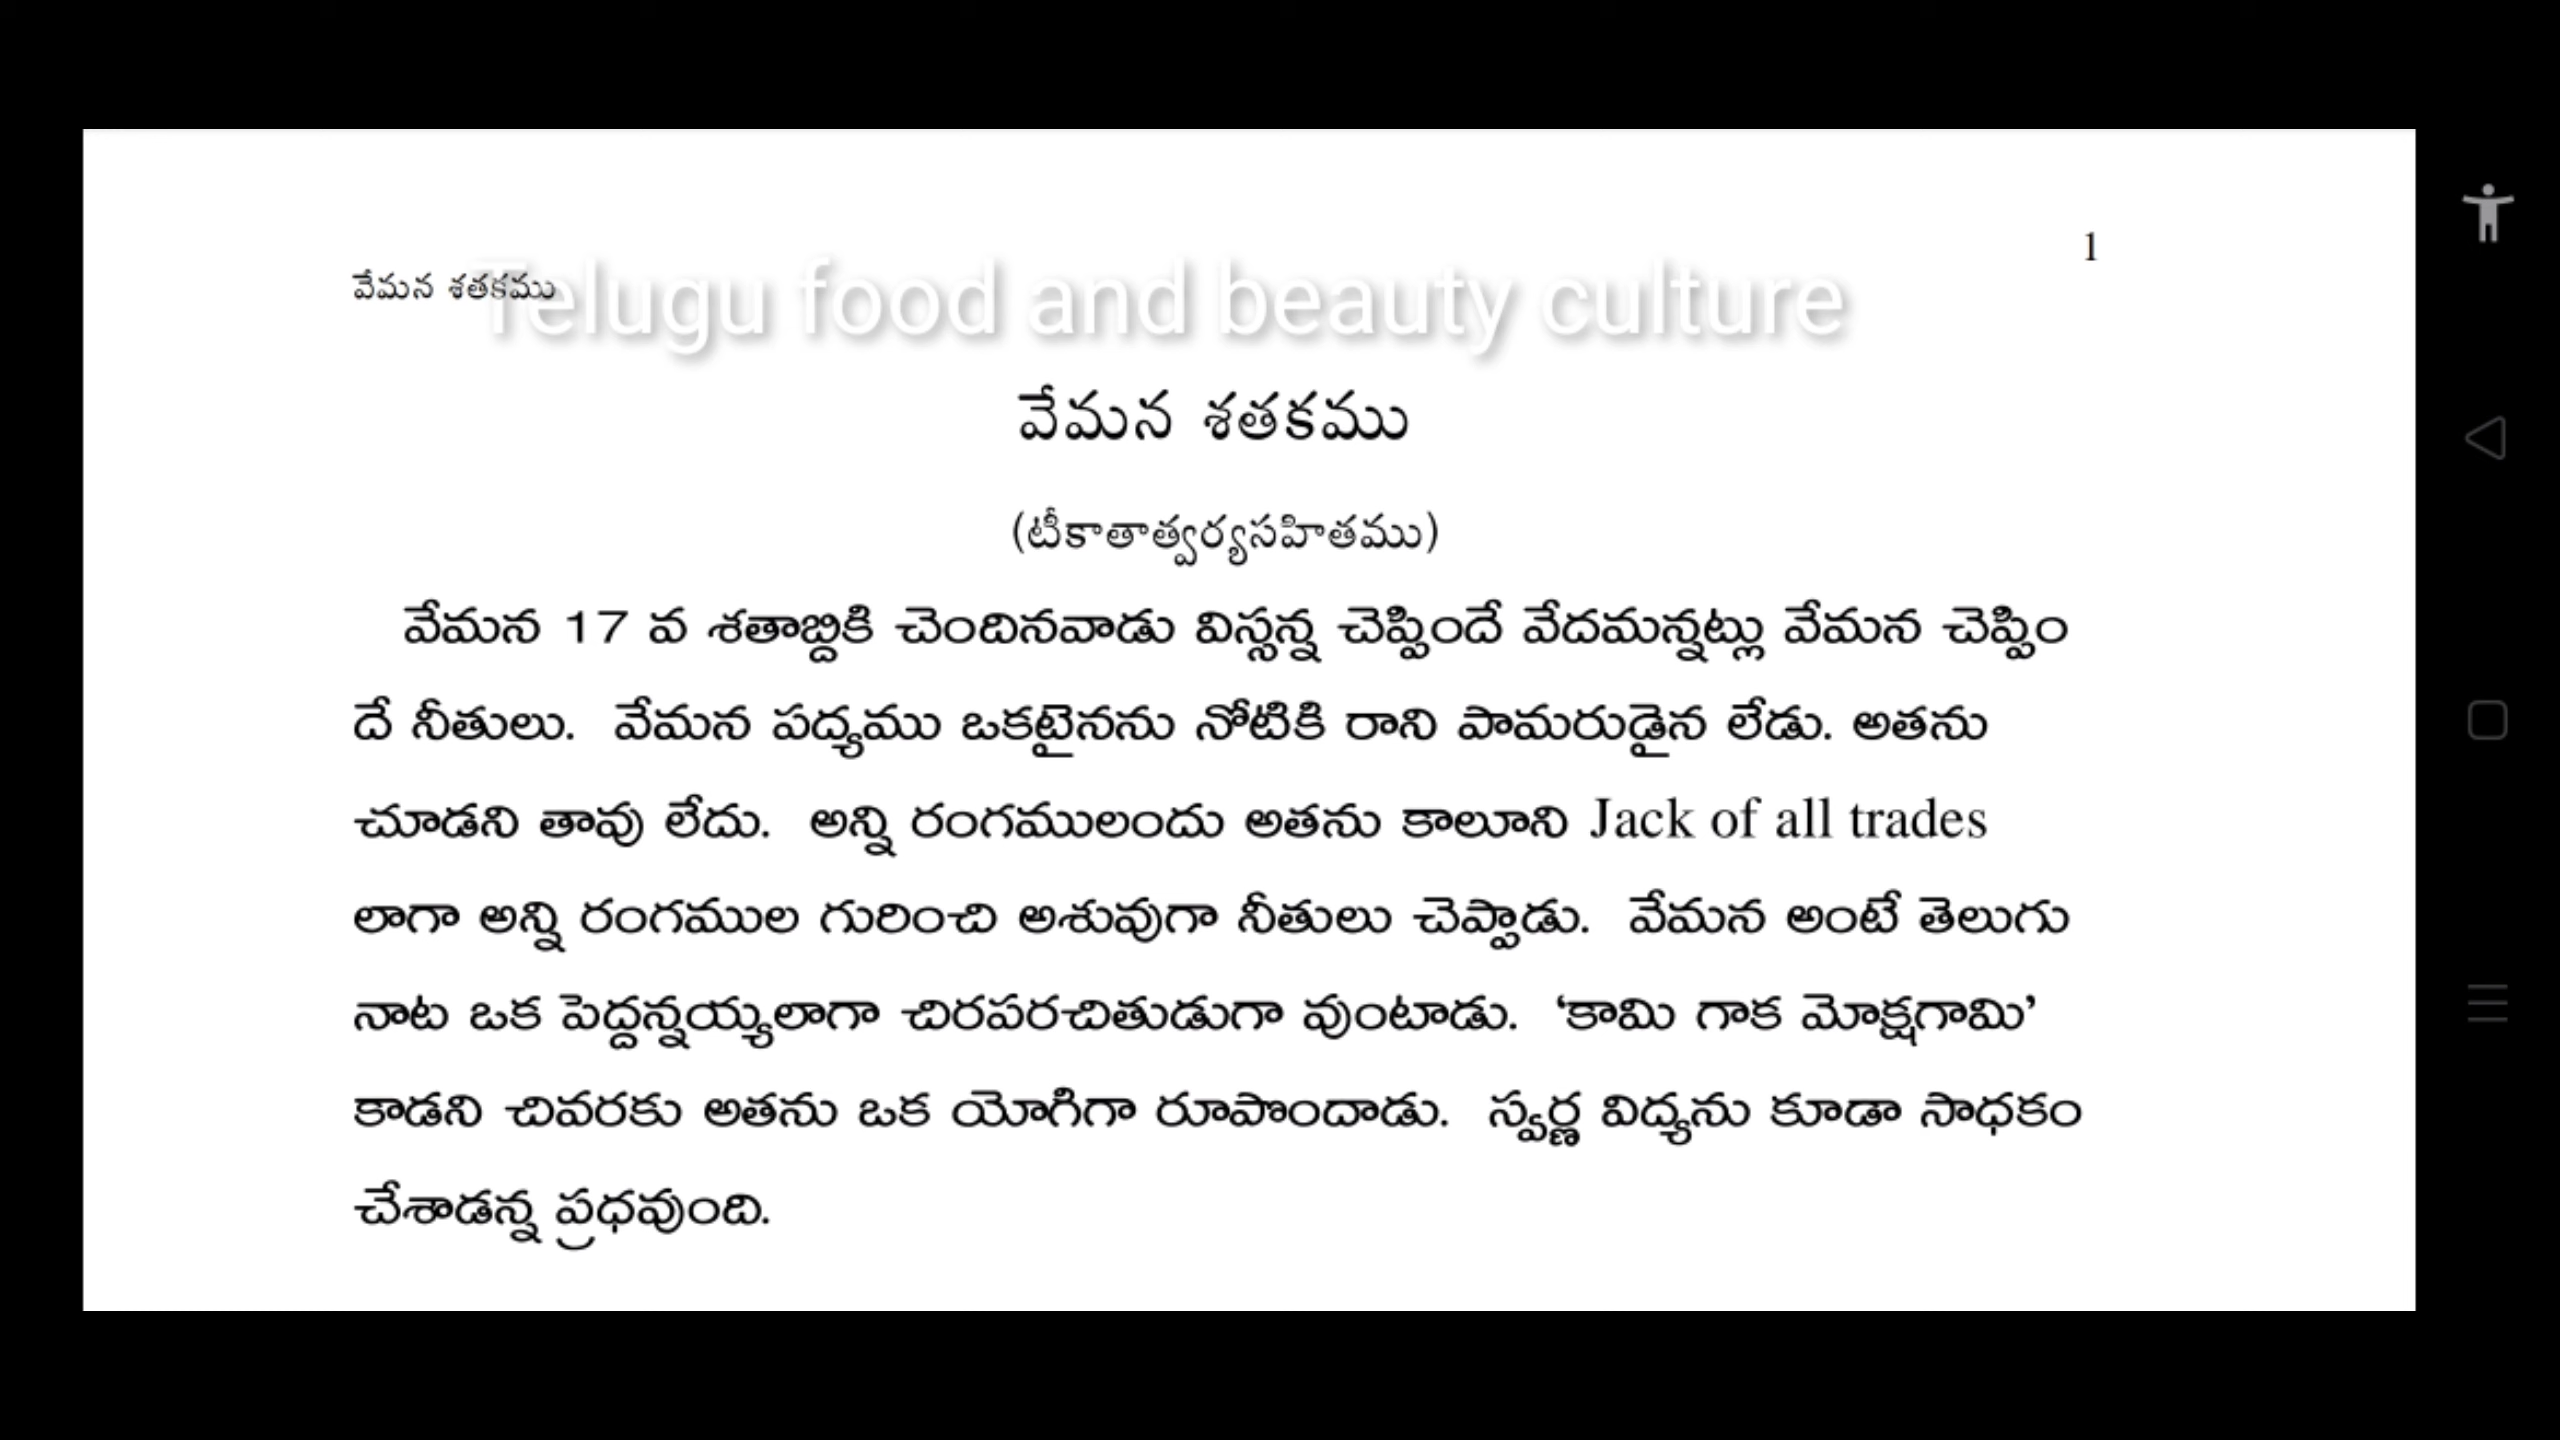 1
వేమన శతకము
Telugu food and beauty culture
వేమన శతకము
(టీకాతాత్వర్యసహితము)
వేమన 17 వ శతాబ్దికి చెందినవాడు విస్సన్న చెప్పిందే వేదమన్నట్లు వేమన చెప్పిం
దే నీతులు. వేమన పద్యము ఒకటైనను నోటికి రాని పామరుడైన లేడు. అతను
చూడని తావు లేదు. అన్ని రంగములందు అతను కాలూని Jack of all trades
లాగా అన్ని రంగముల గురించి అశువుగా నీతులు చెప్పాడు. వేమన అంటే తెలుగు
నాట ఒక పెద్దన్నయ్యలాగా చిరపరచితుడుగా వుంటాడు. ‘కామి గాక మోక్షగామి’
కాడని చివరకు అతను ఒక యోగిగా రూపొందాడు. స్వర్ణ విద్యను కూడా సాధకం
చేశాడన్న ప్రధవుంది.